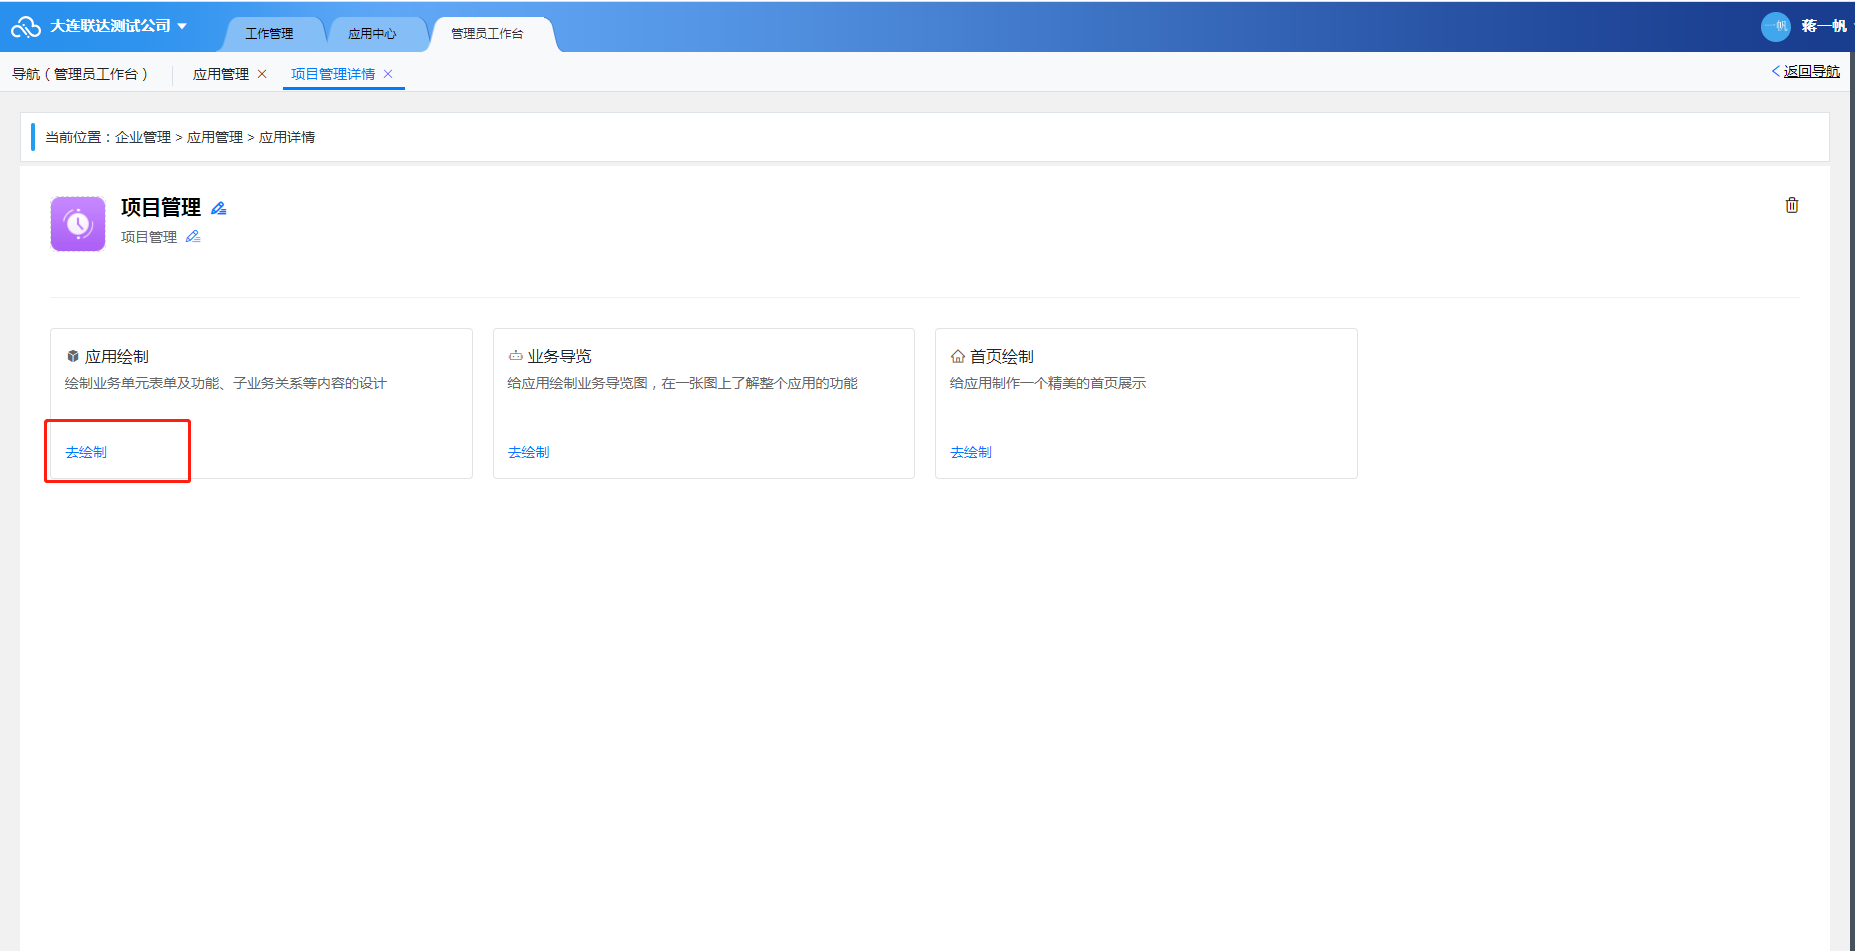 大连联达测试公司
工作管理
应用中心
管理员工作台
一帆
蒋一帆
导航（管理员工作台）
应用管理
项目管理详情
返回导航
当前位置：企业管理 > 应用管理 > 应用详情
项目管理
项目管理
应用绘制
绘制业务单元表单及功能、子业务关系等内容的设计
去绘制
业务导览
给应用绘制业务导览图，在一张图上了解整个应用的功能
去绘制
首页绘制
给应用制作一个精美的首页展示
去绘制